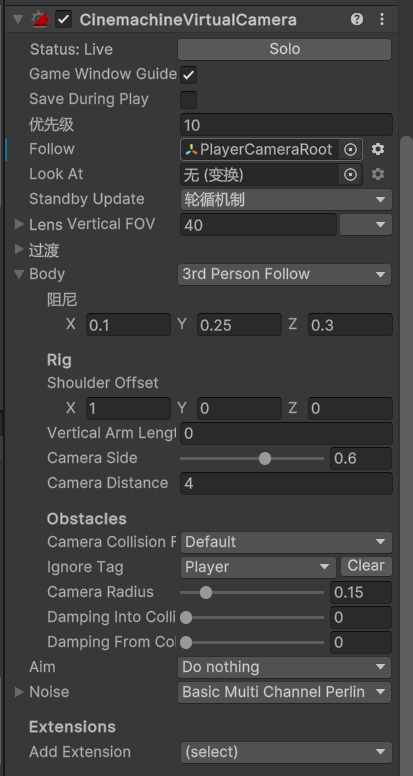 CinemachineVirtualCamera
Status: Live Solo
Game Window Guide
Save During Play
优先级 10
Follow PlayerCameraRoot
Look At 无 (变换)
Standby Update 轮循机制
Lens Vertical FOV 40
过渡
Body 3rd Person Follow
阻尼
X 0.1 Y 0.25 Z 0.3
Rig
Shoulder Offset
X 1 Y 0 Z 0
Vertical Arm Lengt 0
Camera Side 0.6
Camera Distance 4
Obstacles
Camera Collision F Default
Ignore Tag Player Clear
Camera Radius 0.15
Damping Into Colli 0
Damping From Col 0
Aim Do nothing
Noise Basic Multi Channel Perlin
Extensions
Add Extension (select)